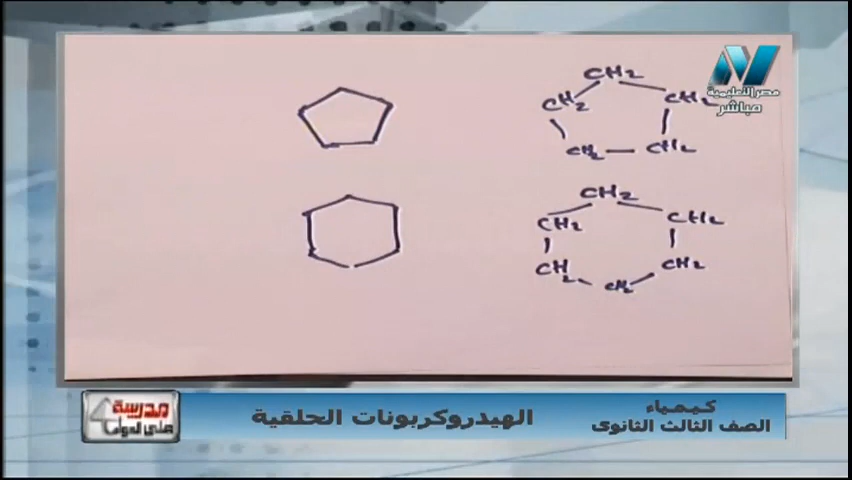 CH₂
CH₂ CH₂
CH₂ CH₂
CH₂
CH₂ CH₂
CH₂ CH₂
CH₂
مصر التعليمية
مباشر
مدرسة
على الهواء
الهيدروكربونات الحلقية
كيمياء
الصف الثالث الثانوى